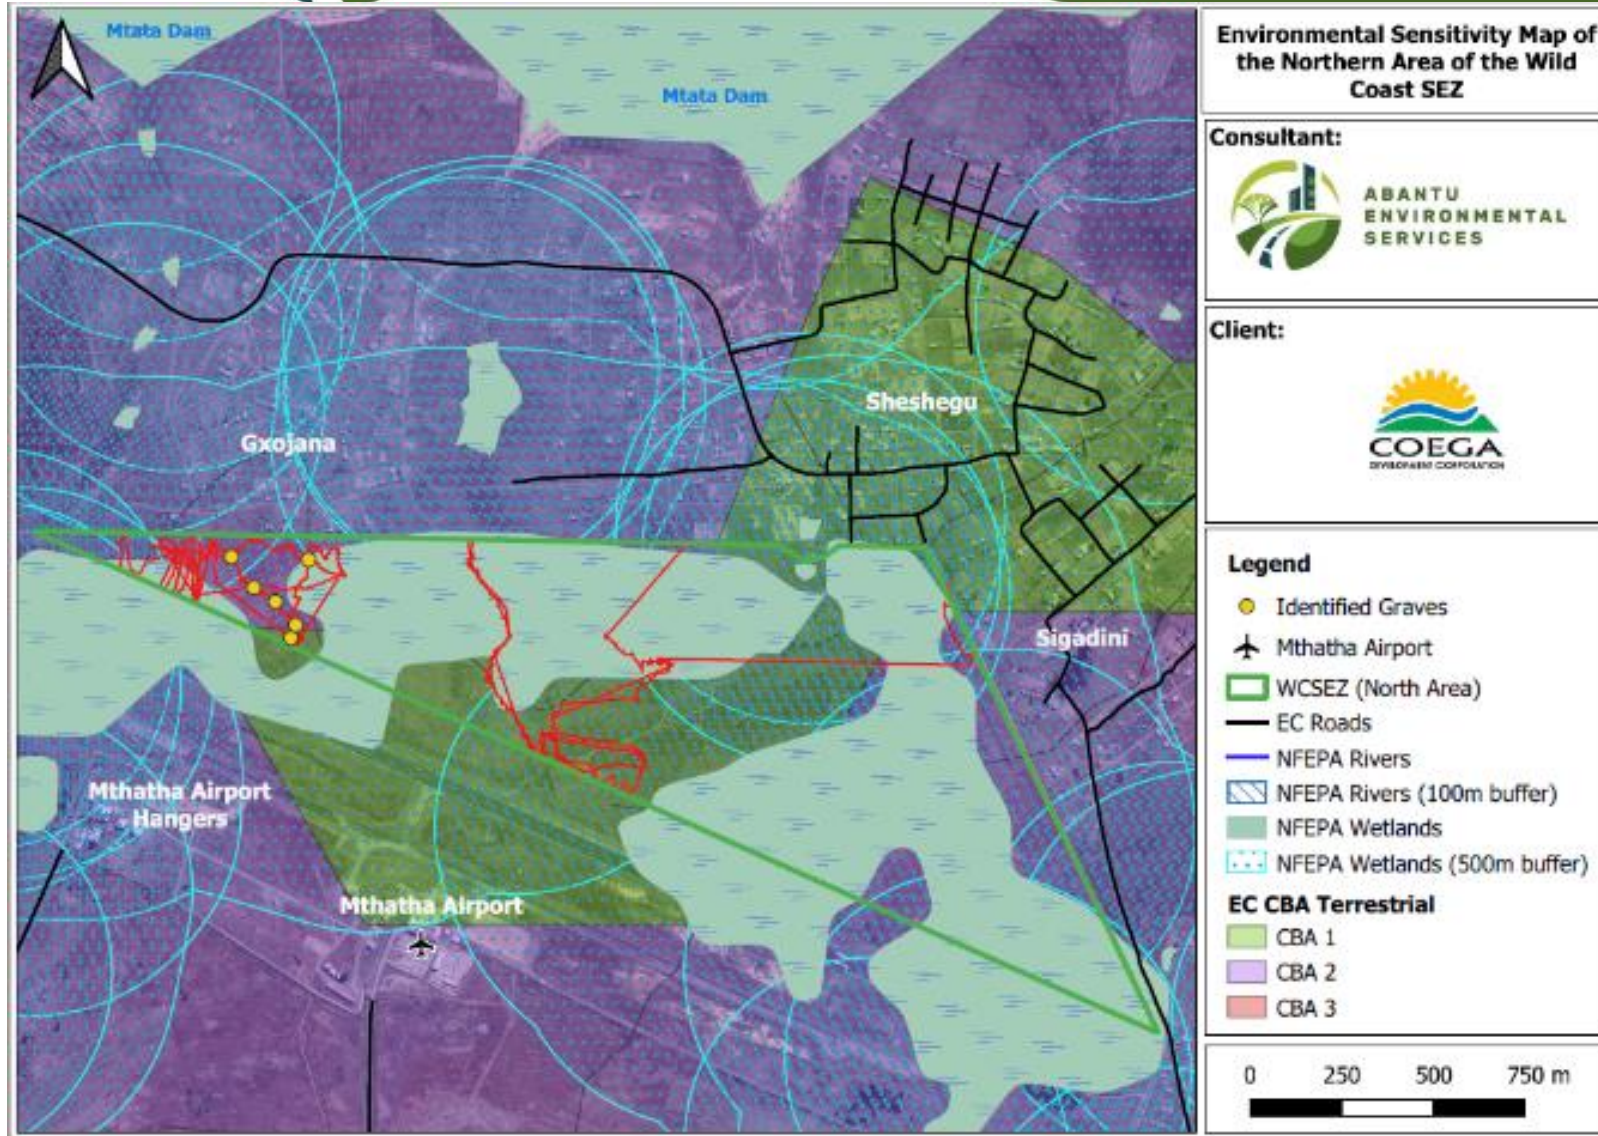 Mtata Dam
Mtata Dam
Sheshegu
Gxojana
Sigadini
Mthatha Airport
Hangers
Mthatha Airport
Environmental Sensitivity Map of
the Northern Area of the Wild
Coast SEZ
Consultant:
ABANTU
ENVIRONMENTAL
SERVICES
Client:
COEGA
DEVELOPMENT CORPORATION
Legend
Identified Graves
Mthatha Airport
WCSEZ (North Area)
EC Roads
NFEPA Rivers
NFEPA Rivers (100m buffer)
NFEPA Wetlands
NFEPA Wetlands (500m buffer)
EC CBA Terrestrial
CBA 1
CBA 2
CBA 3
0 250 500 750 m